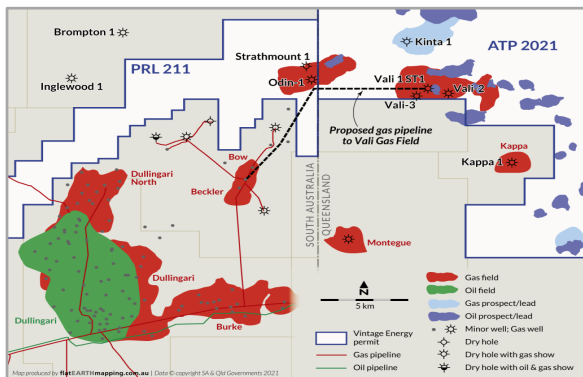 Brompton 1
Kinta 1
ATP 2021
Strathmount 1
PRL 211
Odin 1
Vali 1 ST1
Vali 2
Inglewood 1
Vali-3
Proposed gas pipeline
to Vali Gas Field
Kappa
Bow
Kappa 1
Dullingari
North
Beckler
SOUTH AUSTRALIA
QUEENSLAND
Montegue
Dullingari
N
5 km
Gas field
Oil field
Gas prospect/lead
Oil prospect/lead
Dullingari
Burke
Vintage Energy
permit
Minor well; Gas well
Dry hole
Gas pipeline
Dry hole with gas show
Oil pipeline
Dry hole with oil & gas show
Map produced by flatEARTHmapping.com.au | Data © copyright SA & Qld Governments 2021